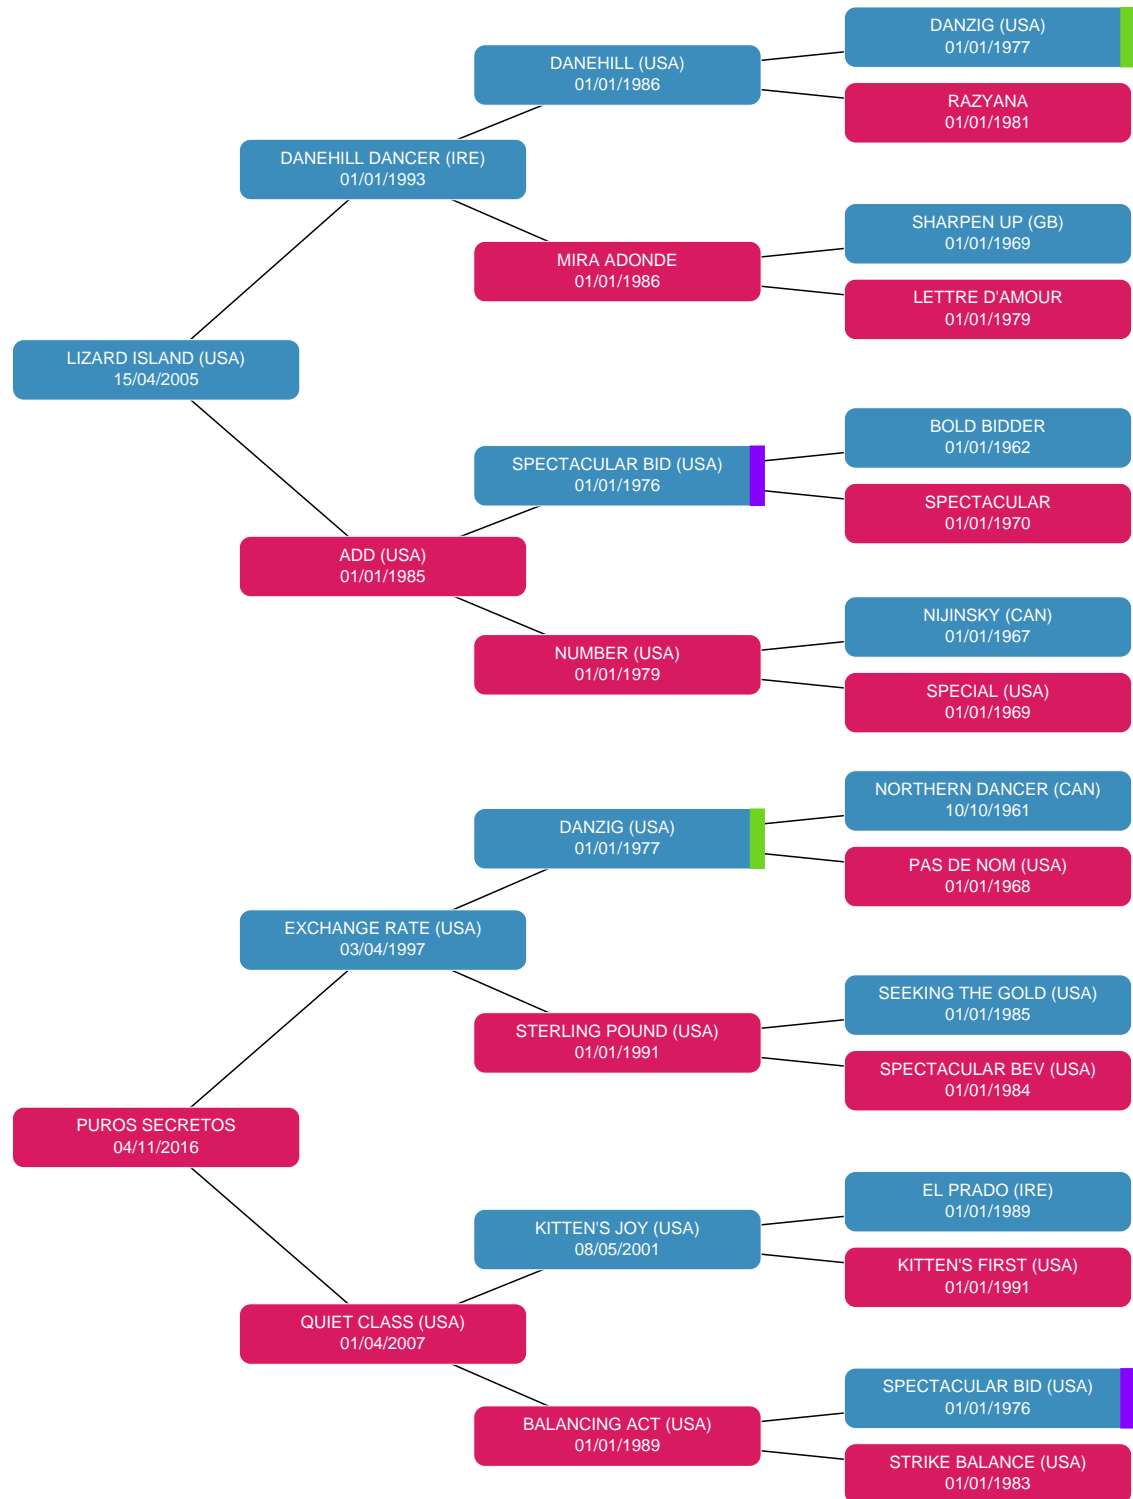 DANZIG (USA)
01/01/1977
DANEHILL (USA)
01/01/1986
RAZYANA
01/01/1981
DANEHILL DANCER (IRE)
01/01/1993
SHARPEN UP (GB)
01/01/1969
MIRA ADONDE
01/01/1986
LETTRE D'AMOUR
01/01/1979
LIZARD ISLAND (USA)
15/04/2005
BOLD BIDDER
01/01/1962
SPECTACULAR BID (USA)
01/01/1976
SPECTACULAR
01/01/1970
ADD (USA)
01/01/1985
NIJINSKY (CAN)
01/01/1967
NUMBER (USA)
01/01/1979
SPECIAL (USA)
01/01/1969
NORTHERN DANCER (CAN)
10/10/1961
DANZIG (USA)
01/01/1977
PAS DE NOM (USA)
01/01/1968
EXCHANGE RATE (USA)
03/04/1997
SEEKING THE GOLD (USA)
01/01/1985
STERLING POUND (USA)
01/01/1991
SPECTACULAR BEV (USA)
01/01/1984
PUROS SECRETOS
04/11/2016
EL PRADO (IRE)
01/01/1989
KITTEN'S JOY (USA)
08/05/2001
KITTEN'S FIRST (USA)
01/01/1991
QUIET CLASS (USA)
01/04/2007
SPECTACULAR BID (USA)
01/01/1976
BALANCING ACT (USA)
01/01/1989
STRIKE BALANCE (USA)
01/01/1983